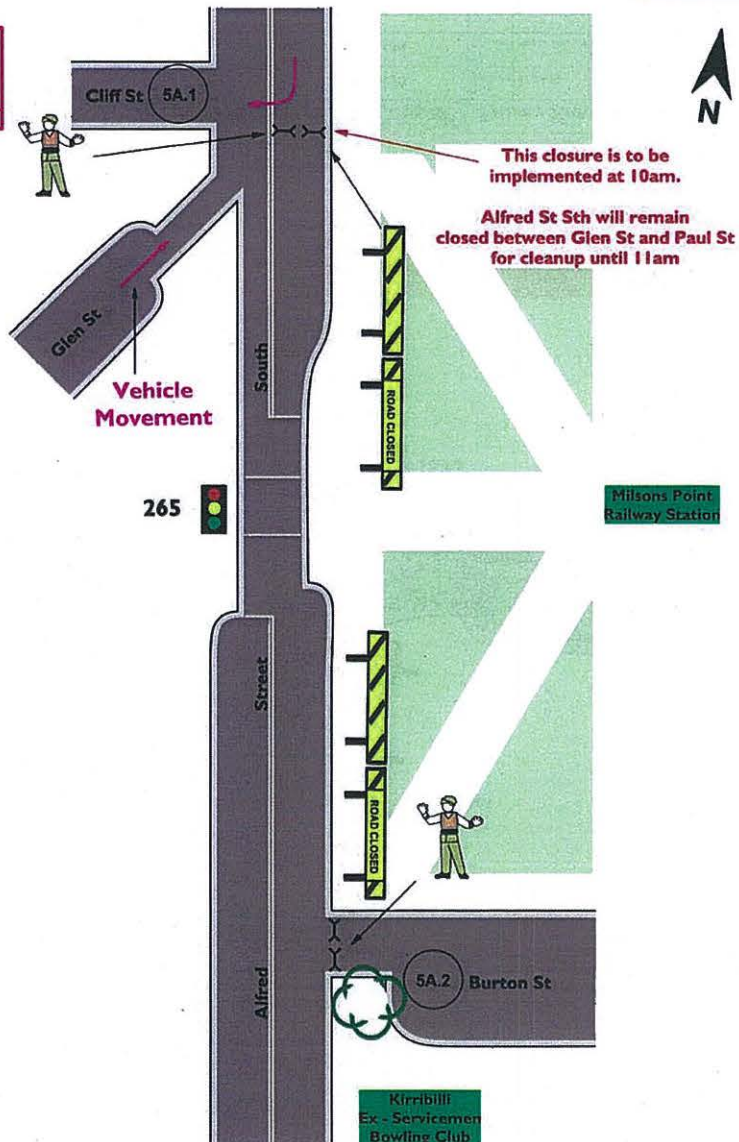 Cliff St
5A.1
N
This closure is to be
implemented at 10am.
Alfred St Sth will remain
closed between Glen St and Paul St
for cleanup until 11am
Glen St
Vehicle
Movement
South
ROAD CLOSED
265
Milsons Point
Railway Station
Street
ROAD CLOSED
Alfred
5A.2
Burton St
Kirribilli
Ex - Servicemen
Bowling Club